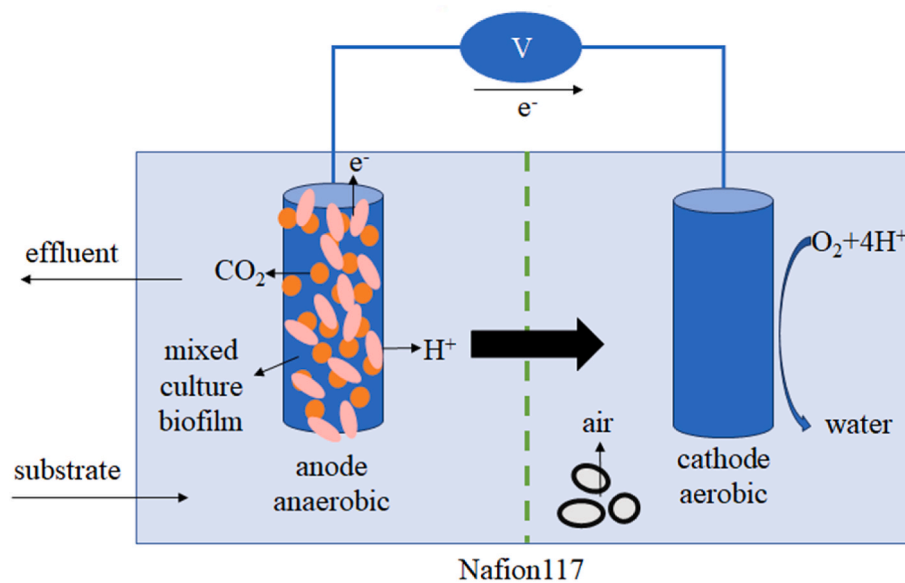 V
e⁻
e⁻
effluent
CO₂
O₂+4H⁺
mixed
culture
biofilm
H⁺
air
water
substrate
anode
anaerobic
cathode
aerobic
Nafion117